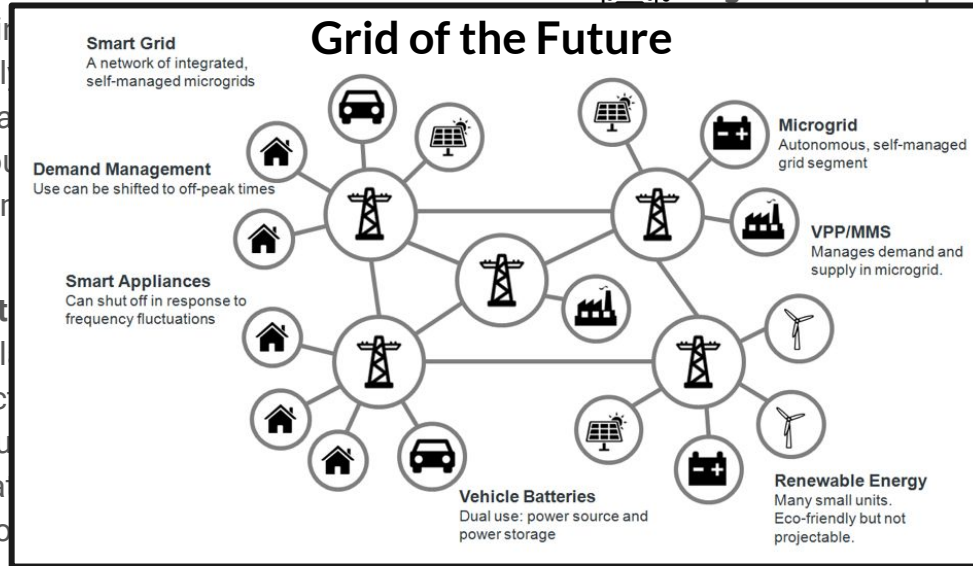 Grid of the Future
Smart Grid
A network of integrated,
self-managed microgrids
Microgrid
Autonomous, self-managed
grid segment
Demand Management
Use can be shifted to off-peak times
VPP/MMS
Manages demand and
supply in microgrid.
Smart Appliances
Can shut off in response to
frequency fluctuations
Vehicle Batteries
Dual use: power source and
power storage
Renewable Energy
Many small units.
Eco-friendly but not
projectable.